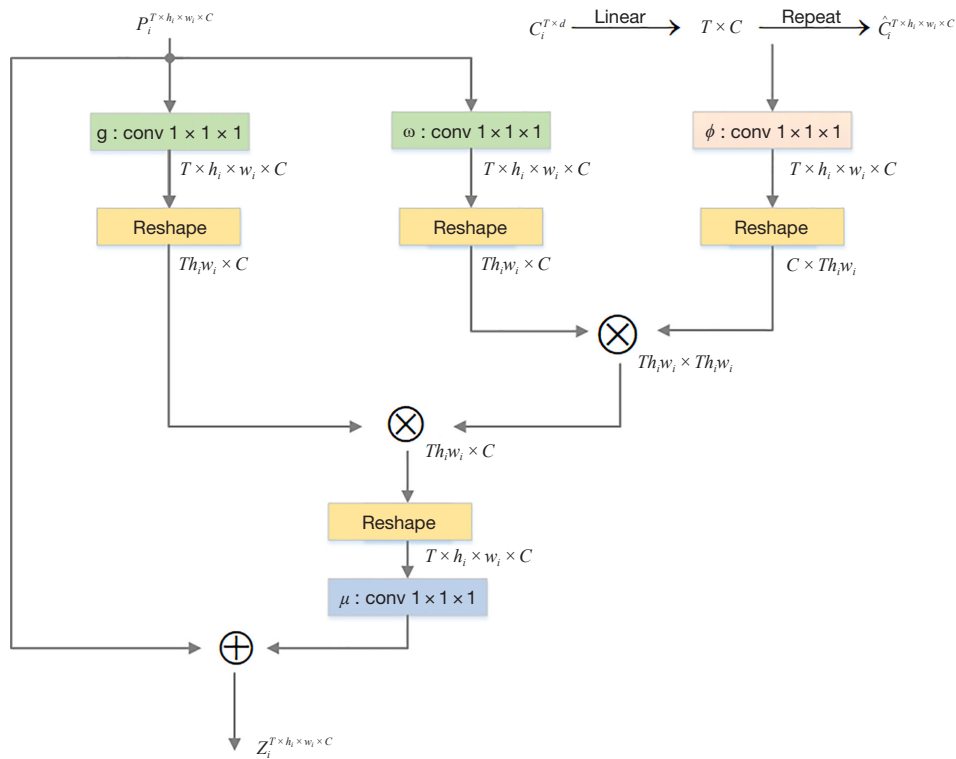 P_i^{T × h_i × w_i × C}
C_i^{T × d} Linear T × C Repeat Ĉ_i^{T × h_i × w_i × C}
g : conv 1 × 1 × 1
ω : conv 1 × 1 × 1
ϕ : conv 1 × 1 × 1
T × h_i × w_i × C
T × h_i × w_i × C
T × h_i × w_i × C
Reshape
Reshape
Reshape
Th_iw_i × C
Th_iw_i × C
C × Th_iw_i
Th_iw_i × Th_iw_i
Th_iw_i × C
Reshape
T × h_i × w_i × C
μ : conv 1 × 1 × 1
Z_i^{T × h_i × w_i × C}